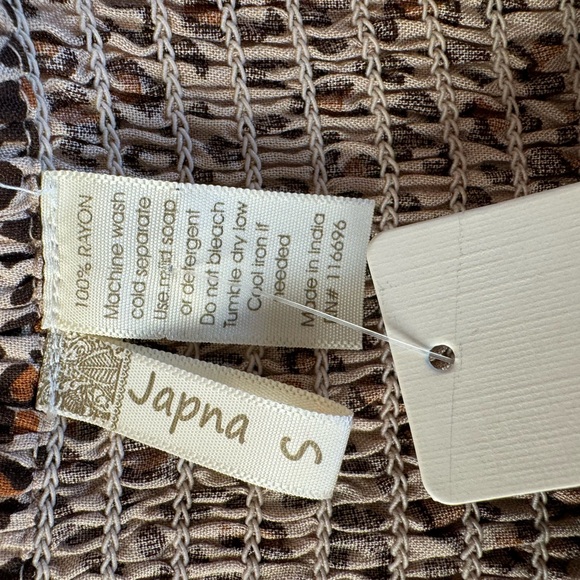 100% RAYON
Machine wash
cold separate
Use mild soap
or detergent
Do not bleach
Tumble dry low
Cool iron if
needed
Made in India
RN# 116696
Japna S